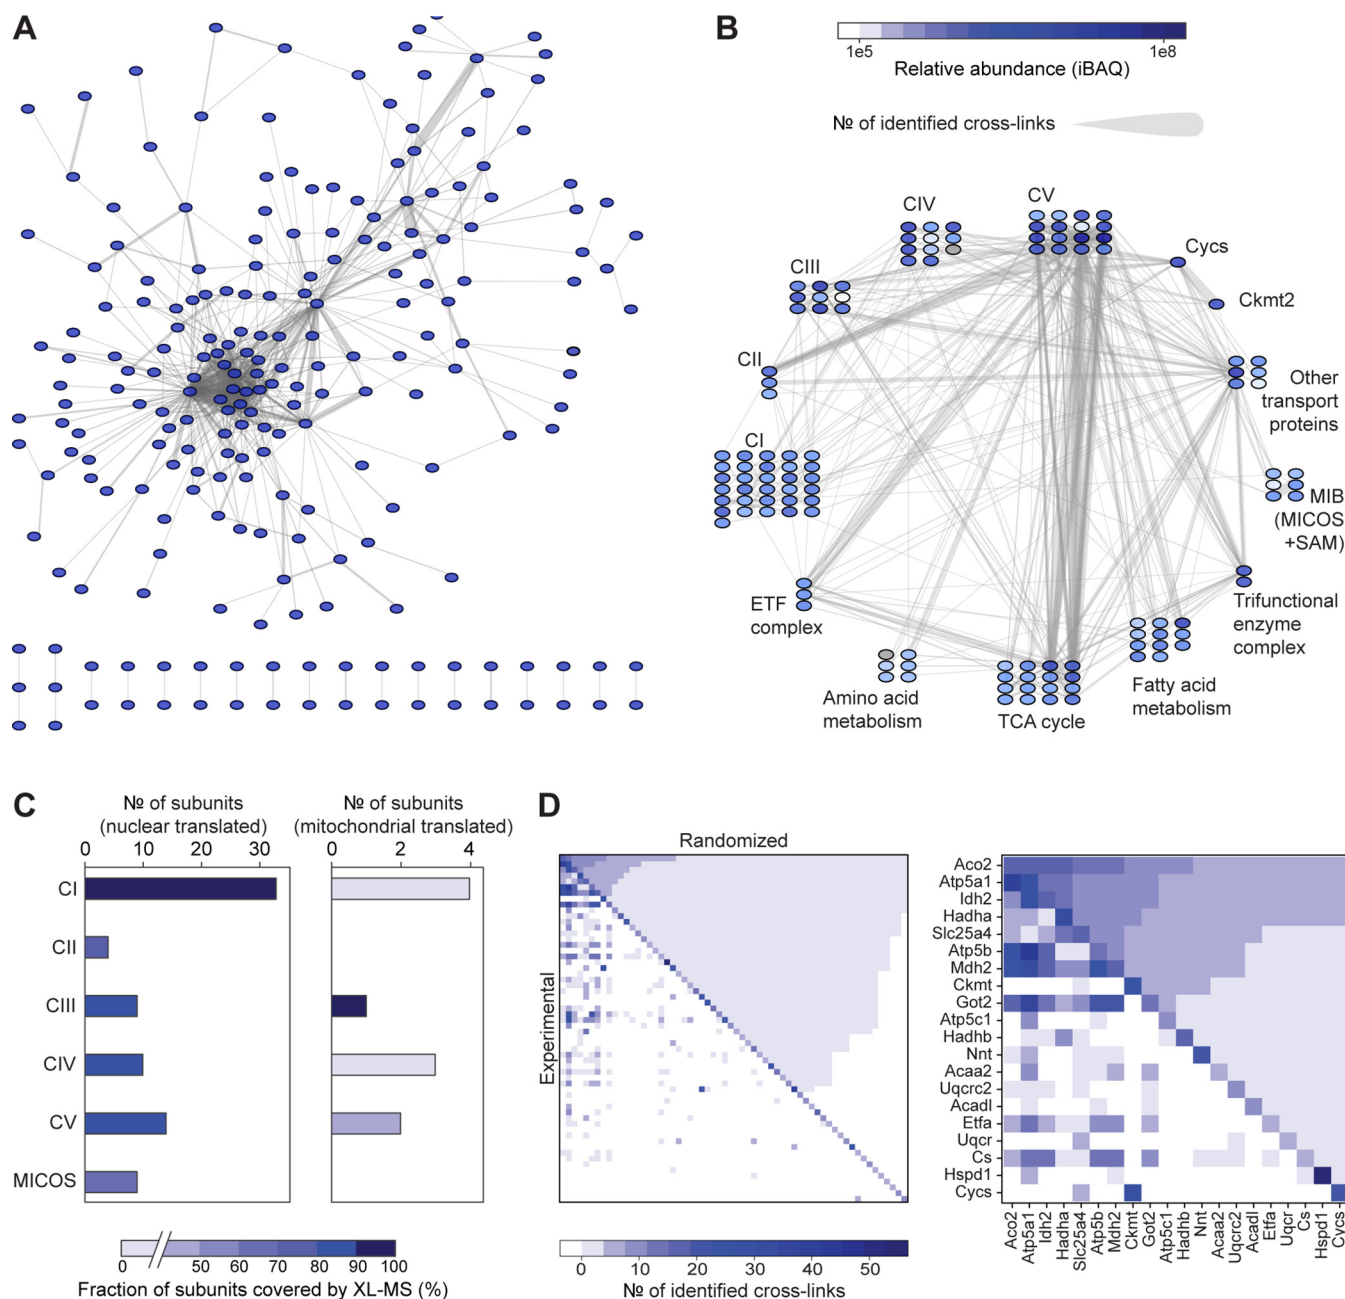 A
B
1e5
1e8
Relative abundance (iBAQ)
№ of identified cross-links
CIV
CV
Cycs
CIII
Ckmt2
CII
Other
transport
proteins
CI
MIB
(MICOS
+SAM)
ETF
complex
Trifunctional
enzyme
complex
Amino acid
metabolism
TCA cycle
Fatty acid
metabolism
C
№ of subunits
(nuclear translated)
0 10 20 30
№ of subunits
(mitochondrial translated)
0 2 4
CI
CII
CIII
CIV
CV
MICOS
0 50 60 70 80 90 100
Fraction of subunits covered by XL-MS (%)
D
Randomized
Experimental
0 10 20 30 40 50
№ of identified cross-links
Aco2
Atp5a1
Idh2
Hadha
Slc25a4
Atp5b
Mdh2
Ckmt
Got2
Atp5c1
Hadhb
Nnt
Acaa2
Uqcrc2
Acadl
Etfa
Uqcr
Cs
Hspd1
Cycs
Aco2
Atp5a1
Idh2
Hadha
Slc25a4
Atp5b
Mdh2
Ckmt
Got2
Atp5c1
Hadhb
Nnt
Acaa2
Uqcrc2
Acadl
Etfa
Uqcr
Cs
Hspd1
Cycs